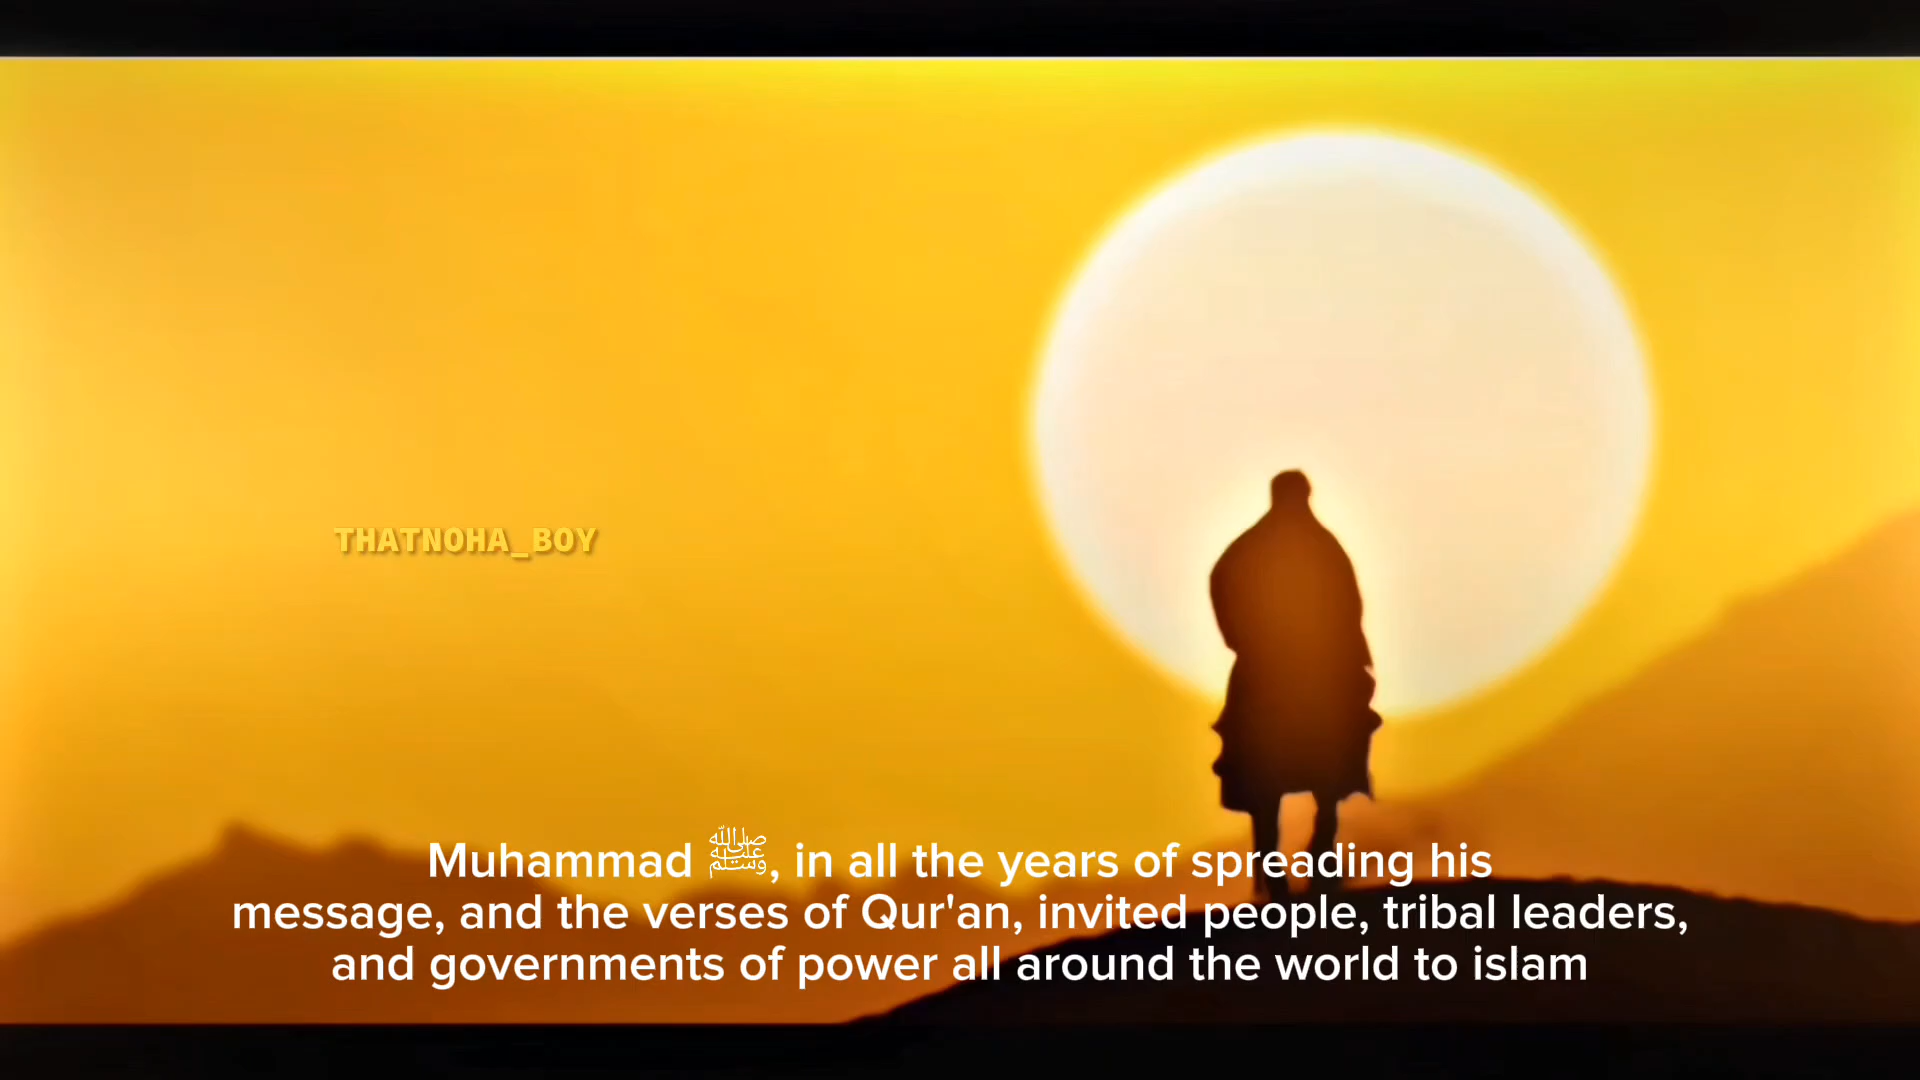 THATNOHA_BOY
Muhammad ﷺ, in all the years of spreading his
message, and the verses of Qur'an, invited people, tribal leaders,
and governments of power all around the world to islam